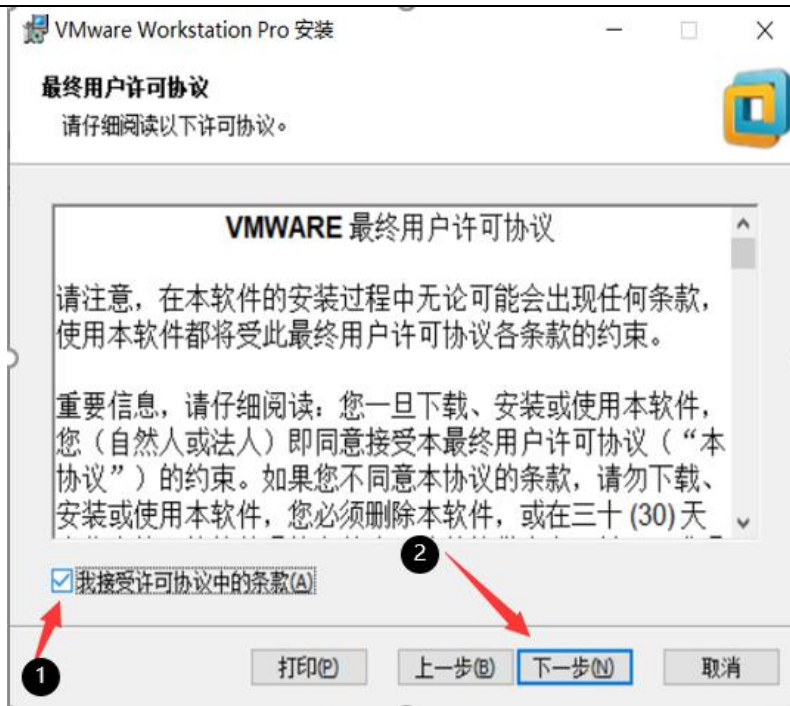 VMware Workstation Pro 安装
最终用户许可协议
请仔细阅读以下许可协议。
VMWARE 最终用户许可协议
请注意，在本软件的安装过程中无论可能会出现任何条款，
使用本软件都将受此最终用户许可协议各条款的约束。
重要信息，请仔细阅读：您一旦下载、安装或使用本软件，
您（自然人或法人）即同意接受本最终用户许可协议（“本
协议”）的约束。如果您不同意本协议的条款，请勿下载、
安装或使用本软件，您必须删除本软件，或在三十 (30) 天
2
我接受许可协议中的条款(A)
1
打印(P) 上一步(B) 下一步(N) 取消